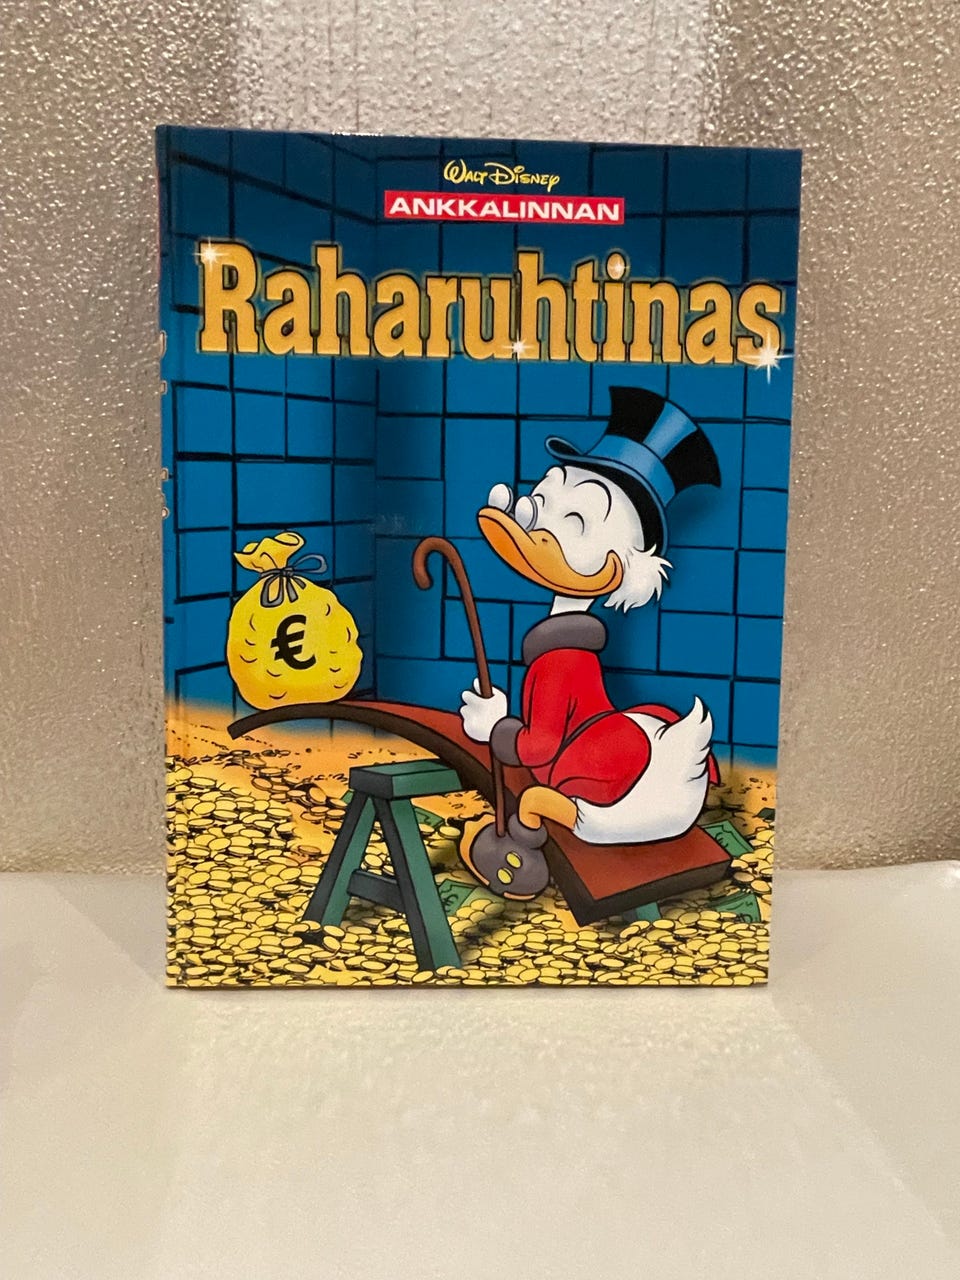 Walt Disney
ANKKALINNAN
Raharuhtinas
€